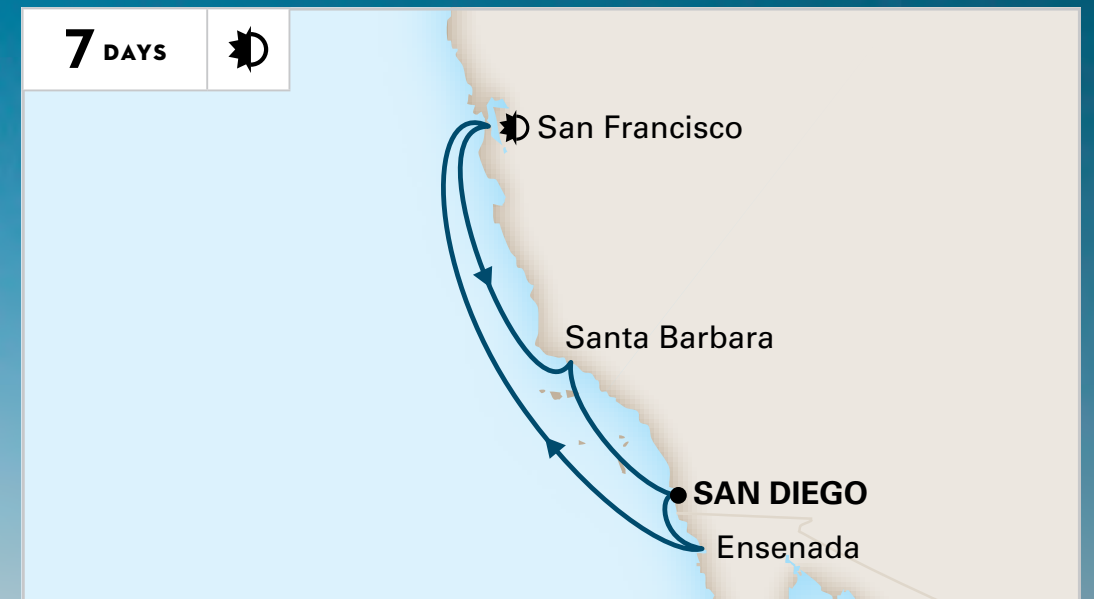 7 DAYS
San Francisco
Santa Barbara
SAN DIEGO
Ensenada